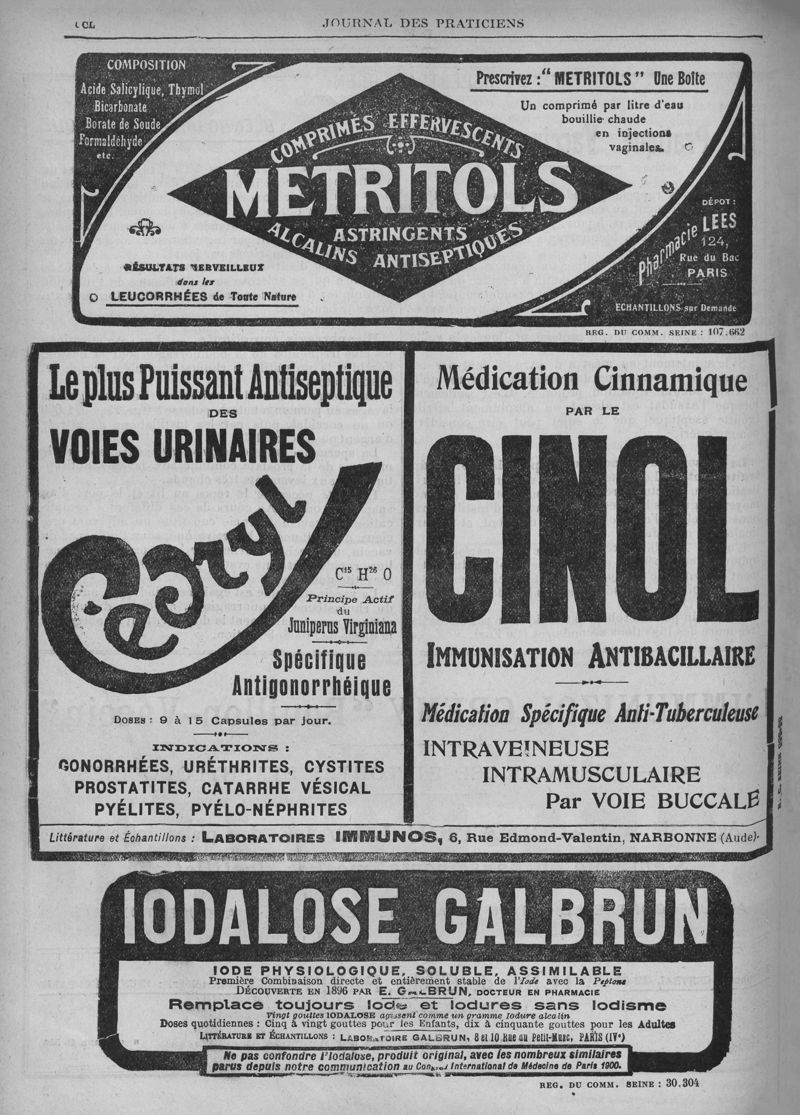 JOURNAL DES PRATICIENS
COMPOSITION
Acide Salicylique, Thymol
Bicarbonate
Borate de Soude
Formaldéhyde
etc.
Prescrivez : "METRITOLS" Une Boîte
Un comprimé par litre d'eau
bouillie chaude
en injections
vaginales.
COMPRIMÉS EFFERVESCENTS
METRITOLS
ASTRINGENTS
ALCALINS ANTISEPTIQUES
RÉSULTATS MERVEILLEUX
dans les
LEUCORRHÉES de Toute Nature
DÉPOT :
Pharmacie LEES
124,
Rue du Bac
PARIS
ECHANTILLONS sur Demande
REG. DU COMM. SEINE : 107.662
Le plus Puissant Antiseptique
DES
VOIES URINAIRES
Cedryl
C15 H26 O
Principe Actif
du
Juniperus Virginiana
Spécifique
Antigonorrhéique
DOSES : 9 à 15 Capsules par jour.
INDICATIONS :
GONORRHÉES, URÉTHRITES, CYSTITES
PROSTATITES, CATARRHE VÉSICAL
PYÉLITES, PYÉLO-NÉPHRITES
Médication Cinnamique
PAR LE
CINOL
IMMUNISATION ANTIBACILLAIRE
Médication Spécifique Anti-Tuberculeuse
INTRAVEINEUSE
INTRAMUSCULAIRE
Par VOIE BUCCALE
Littérature et Échantillons : LABORATOIRES IMMUNOS, 6, Rue Edmond-Valentin, NARBONNE (Aude)
IODALOSE GALBRUN
IODE PHYSIOLOGIQUE, SOLUBLE, ASSIMILABLE
Première Combinaison directe et entièrement stable de l'Iode avec la Peptone
DÉCOUVERTE EN 1896 PAR E. GALBRUN, DOCTEUR EN PHARMACIE
Remplace toujours Iode et Iodures sans Iodisme
Vingt gouttes IODALOSE agissent comme un gramme Iodure alcalin
Doses quotidiennes : Cinq à vingt gouttes pour les Enfants, dix à cinquante gouttes pour les Adultes
LITTÉRATURE ET ÉCHANTILLONS : LABORATOIRE GALBRUN, 8 et 10 Rue du Petit-Musc, PARIS (IVe)
Ne pas confondre l'Iodalose, produit original, avec les nombreux similaires
parus depuis notre communication au Congrès International de Médecine de Paris 1900.
REG. DU COMM. SEINE : 30.304